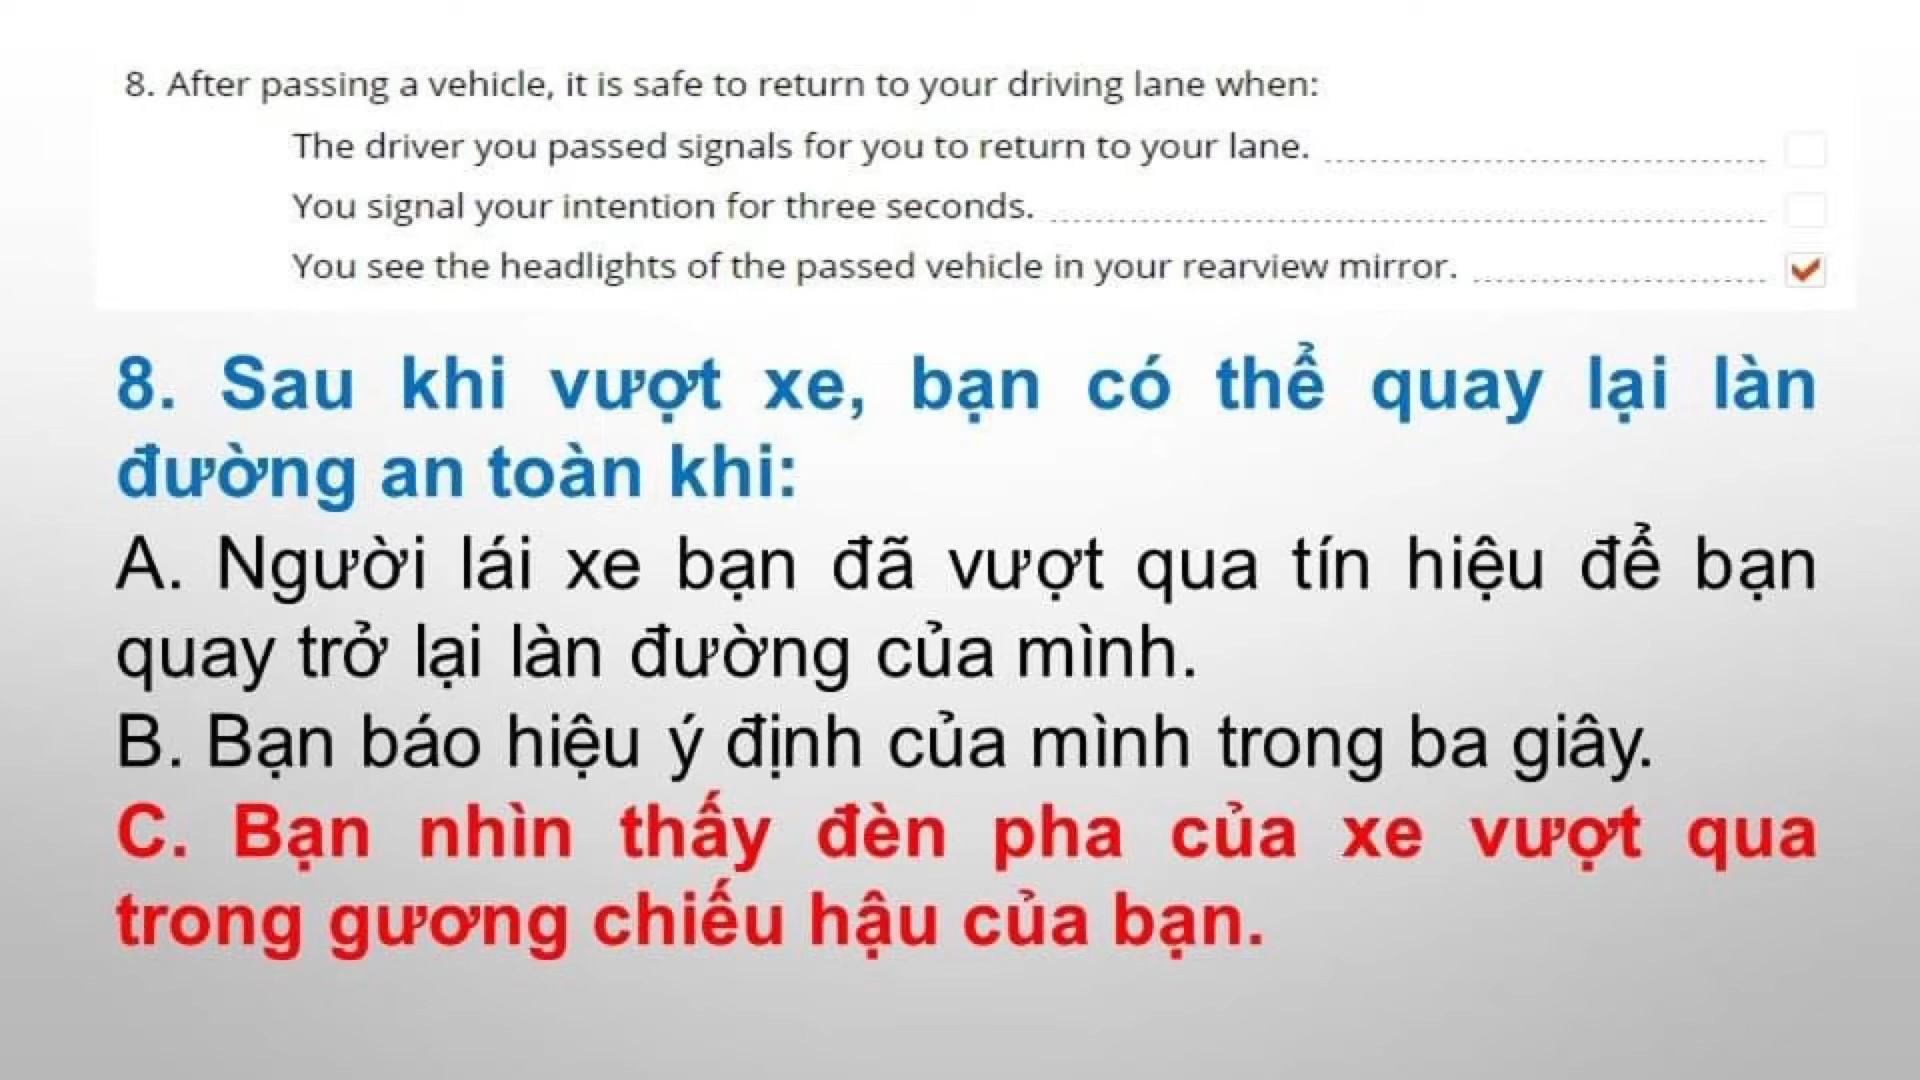 8. After passing a vehicle, it is safe to return to your driving lane when:
The driver you passed signals for you to return to your lane.
You signal your intention for three seconds.
You see the headlights of the passed vehicle in your rearview mirror.
8. Sau khi vượt xe, bạn có thể quay lại làn
đường an toàn khi:
A. Người lái xe bạn đã vượt qua tín hiệu để bạn
quay trở lại làn đường của mình.
B. Bạn báo hiệu ý định của mình trong ba giây.
C. Bạn nhìn thấy đèn pha của xe vượt qua
trong gương chiếu hậu của bạn.